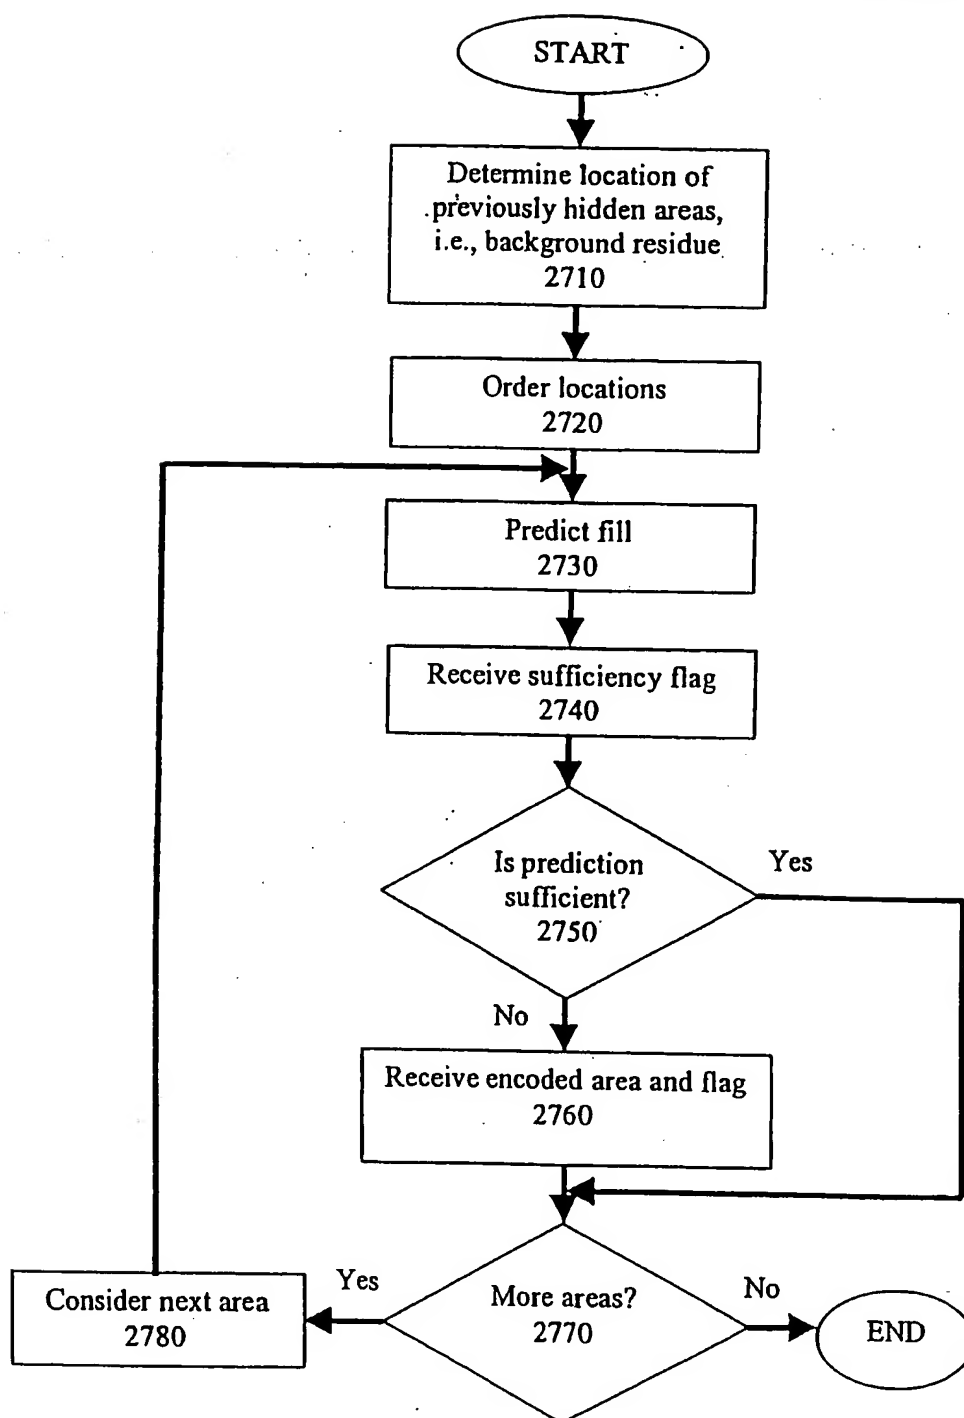 START
Determine location of
previously hidden areas,
i.e., background residue
2710
Order locations
2720
Predict fill
2730
Receive sufficiency flag
2740
Is prediction
sufficient?
2750
Yes
No
Receive encoded area and flag
2760
More areas?
2770
Yes
No
Consider next area
2780
END